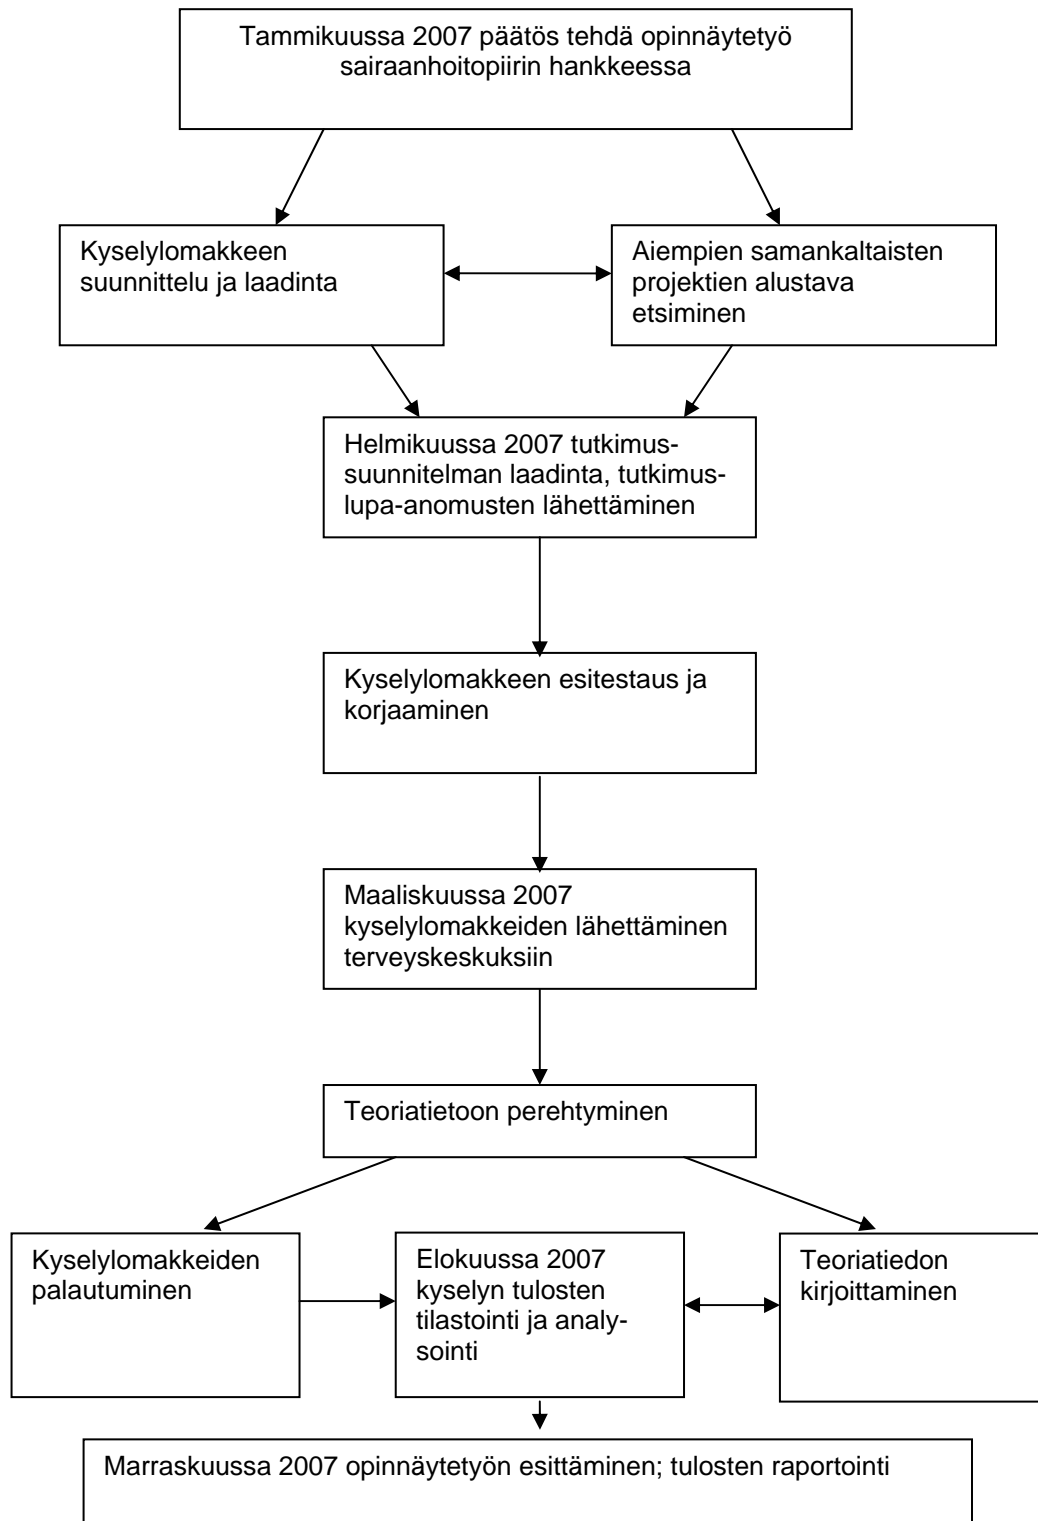 Tammikuussa 2007 päätös tehdä opinnäytetyö
sairaanhoitopiirin hankkeessa
Kyselylomakkeen
suunnittelu ja laadinta
Aiempien samankaltaisten
projektien alustava
etsiminen
Helmikuussa 2007 tutkimus-
suunnitelman laadinta, tutkimus-
lupa-anomusten lähettäminen
Kyselylomakkeen esitestaus ja
korjaaminen
Maaliskuussa 2007
kyselylomakkeiden lähettäminen
terveyskeskuksiin
Teoriatietoon perehtyminen
Kyselylomakkeiden
palautuminen
Elokuussa 2007
kyselyn tulosten
tilastointi ja analy-
sointi
Teoriatiedon
kirjoittaminen
Marraskuussa 2007 opinnäytetyön esittäminen; tulosten raportointi